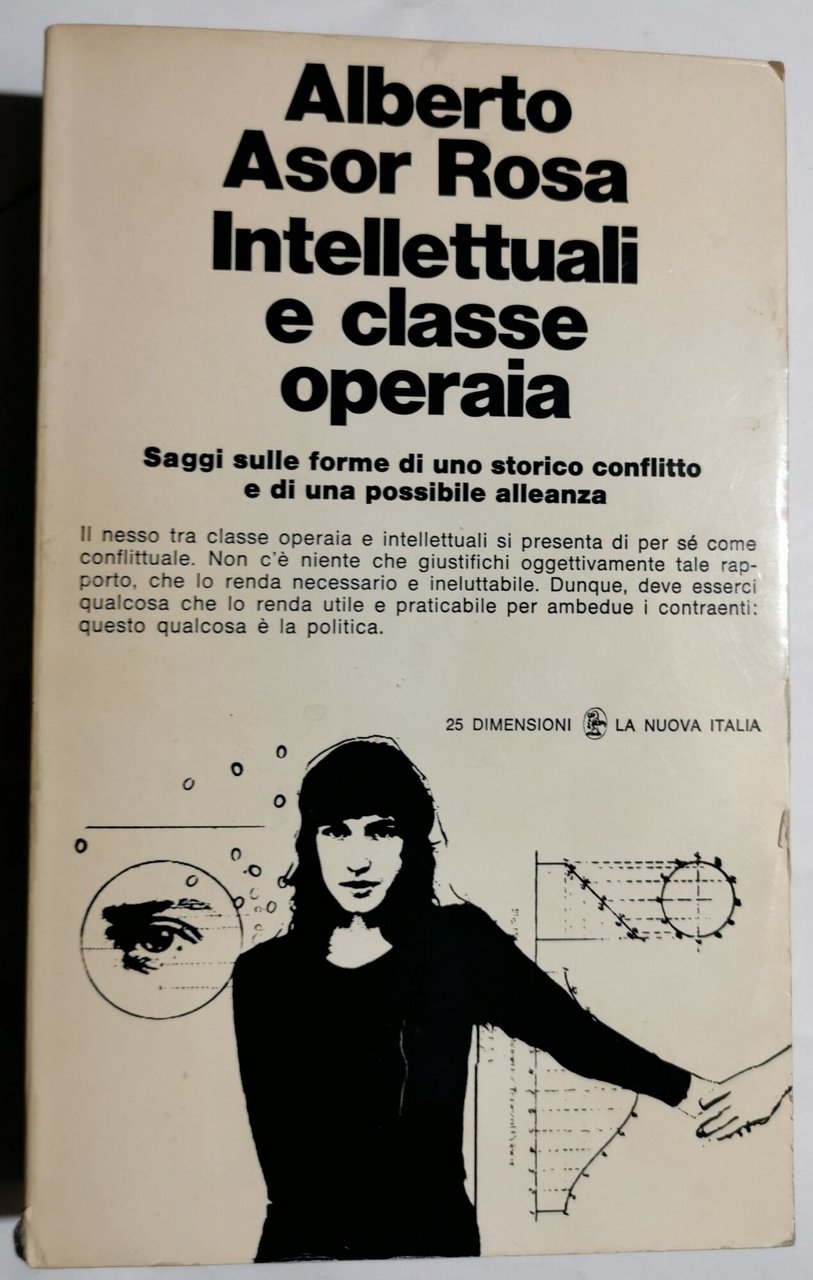 Alberto
Asor Rosa
Intellettuali
e classe
operaia
Saggi sulle forme di uno storico conflitto
e di una possibile alleanza
Il nesso tra classe operaia e intellettuali si presenta di per sé come
conflittuale. Non c'è niente che giustifichi oggettivamente tale rap-
porto, che lo renda necessario e ineluttabile. Dunque, deve esserci
qualcosa che lo renda utile e praticabile per ambedue i contraenti:
questo qualcosa è la politica.
25 DIMENSIONI LA NUOVA ITALIA